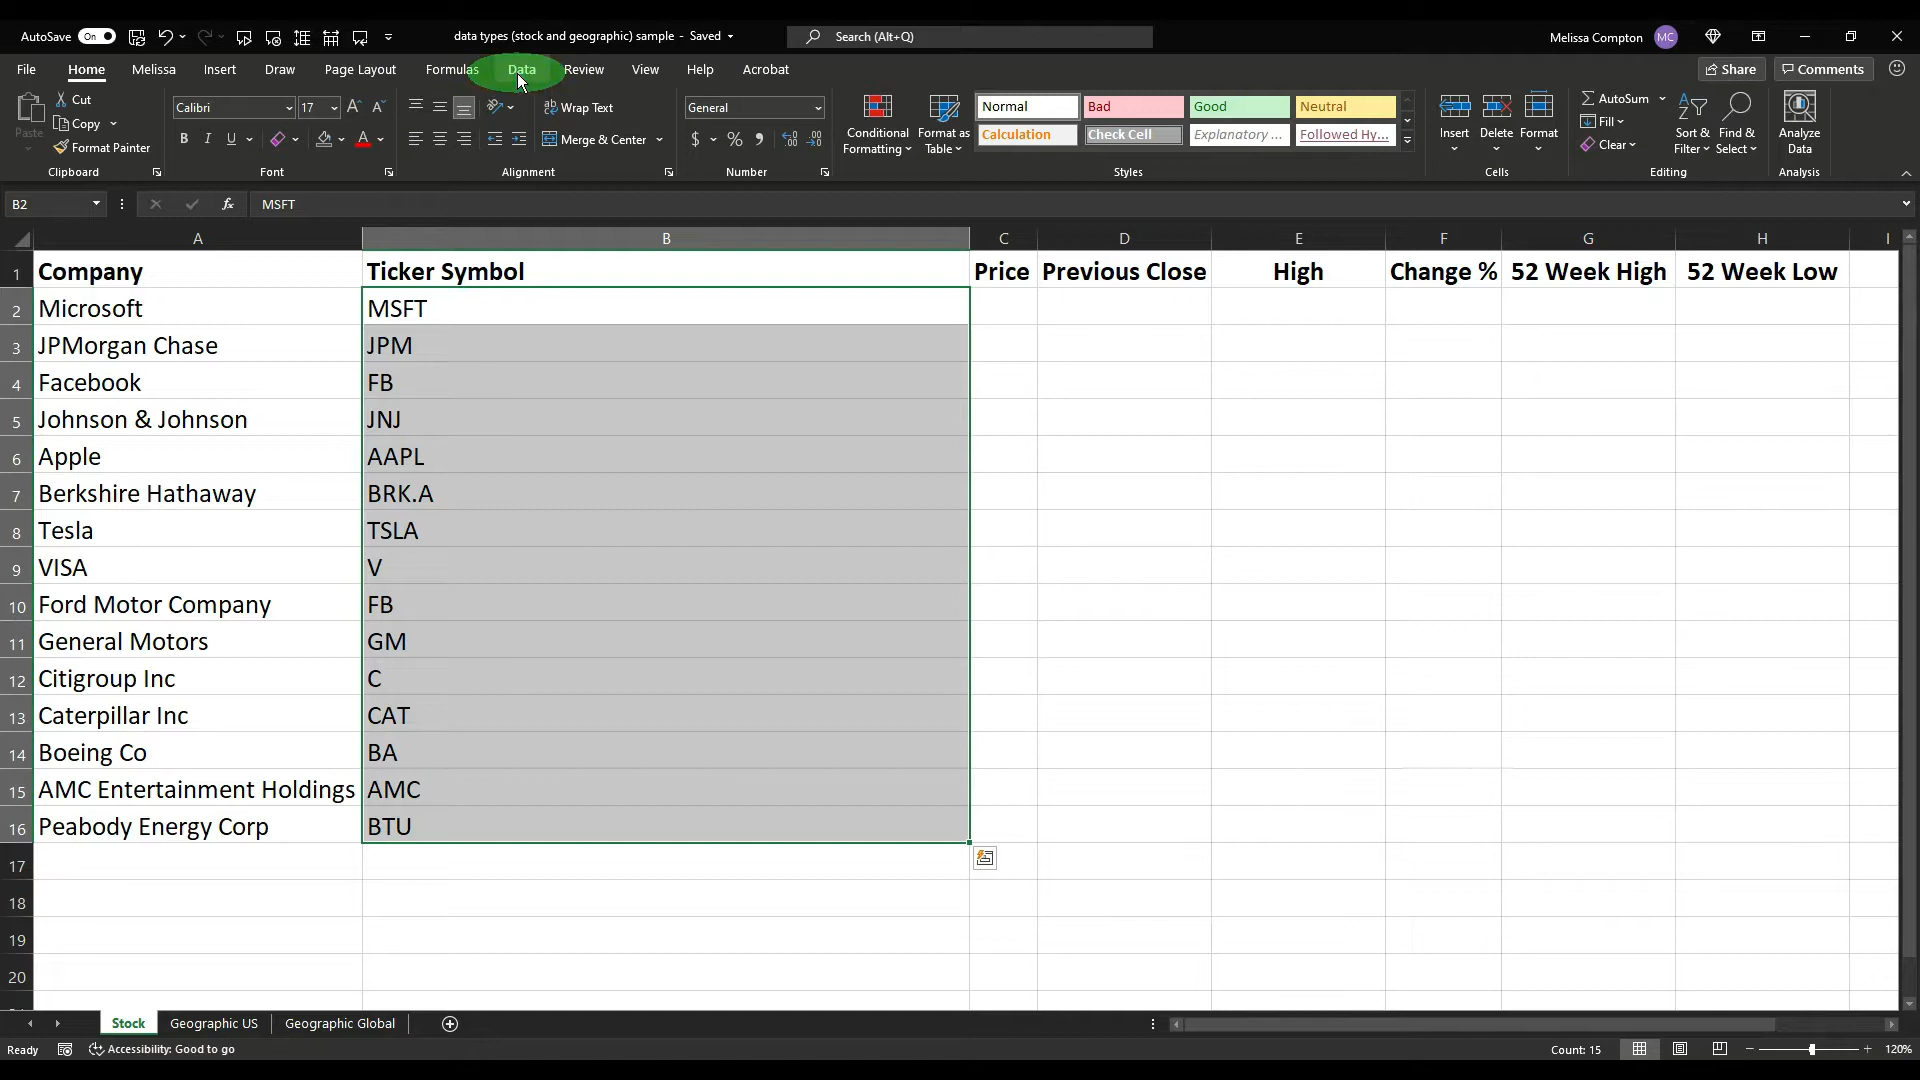 AutoSave On data types (stock and geographic) sample - Saved Search (Alt+Q) Melissa Compton MC
File Home Melissa Insert Draw Page Layout Formulas Data Review View Help Acrobat Share Comments
Paste Cut Copy Format Painter
Calibri 17
B I U A
Wrap Text
Merge & Center
General
$ % ,
Conditional Formatting
Format as Table
Normal Bad Good Neutral
Calculation Check Cell Explanatory ... Followed Hy...
Insert Delete Format
AutoSum
Fill
Clear
Sort & Filter
Find & Select
Analyze Data
Clipboard Font Alignment Number Styles Cells Editing Analysis
B2 fx MSFT
A B C D E F G H I
1 Company Ticker Symbol Price Previous Close High Change % 52 Week High 52 Week Low
2 Microsoft MSFT
3 JPMorgan Chase JPM
4 Facebook FB
5 Johnson & Johnson JNJ
6 Apple AAPL
7 Berkshire Hathaway BRK.A
8 Tesla TSLA
9 VISA V
10 Ford Motor Company FB
11 General Motors GM
12 Citigroup Inc C
13 Caterpillar Inc CAT
14 Boeing Co BA
15 AMC Entertainment Holdings AMC
16 Peabody Energy Corp BTU
17
18
19
20
Stock Geographic US Geographic Global
Ready Accessibility: Good to go Count: 15 120%